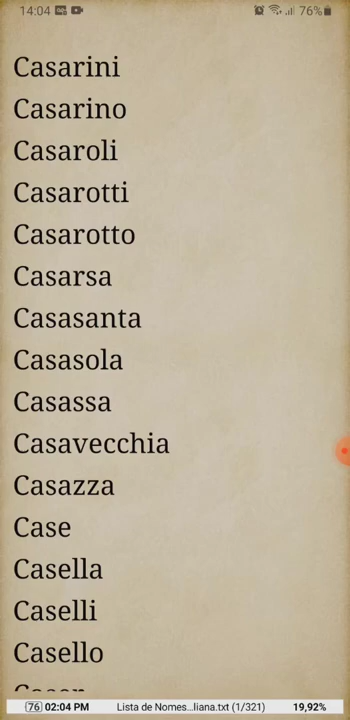 14:04 76%
Casarini
Casarino
Casaroli
Casarotti
Casarotto
Casarsa
Casasanta
Casasola
Casassa
Casavecchia
Casazza
Case
Casella
Caselli
Casello
76 02:04 PM Lista de Nomes...liana.txt (1/321) 19,92%